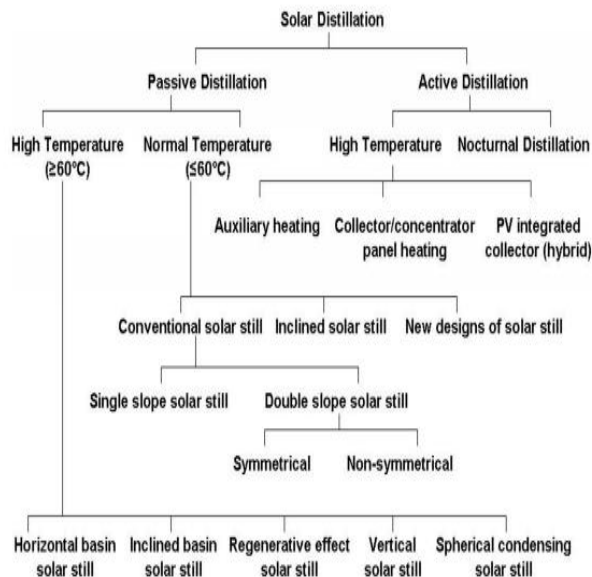 Solar Distillation
Passive Distillation
Active Distillation
High Temperature
(≥60ºC)
Normal Temperature
(≤60ºC)
High Temperature
Nocturnal Distillation
Auxiliary heating
Collector/concentrator
panel heating
PV integrated
collector (hybrid)
Conventional solar still
Inclined solar still
New designs of solar still
Single slope solar still
Double slope solar still
Symmetrical
Non-symmetrical
Horizontal basin
solar still
Inclined basin
solar still
Regenerative effect
solar still
Vertical
solar still
Spherical condensing
solar still